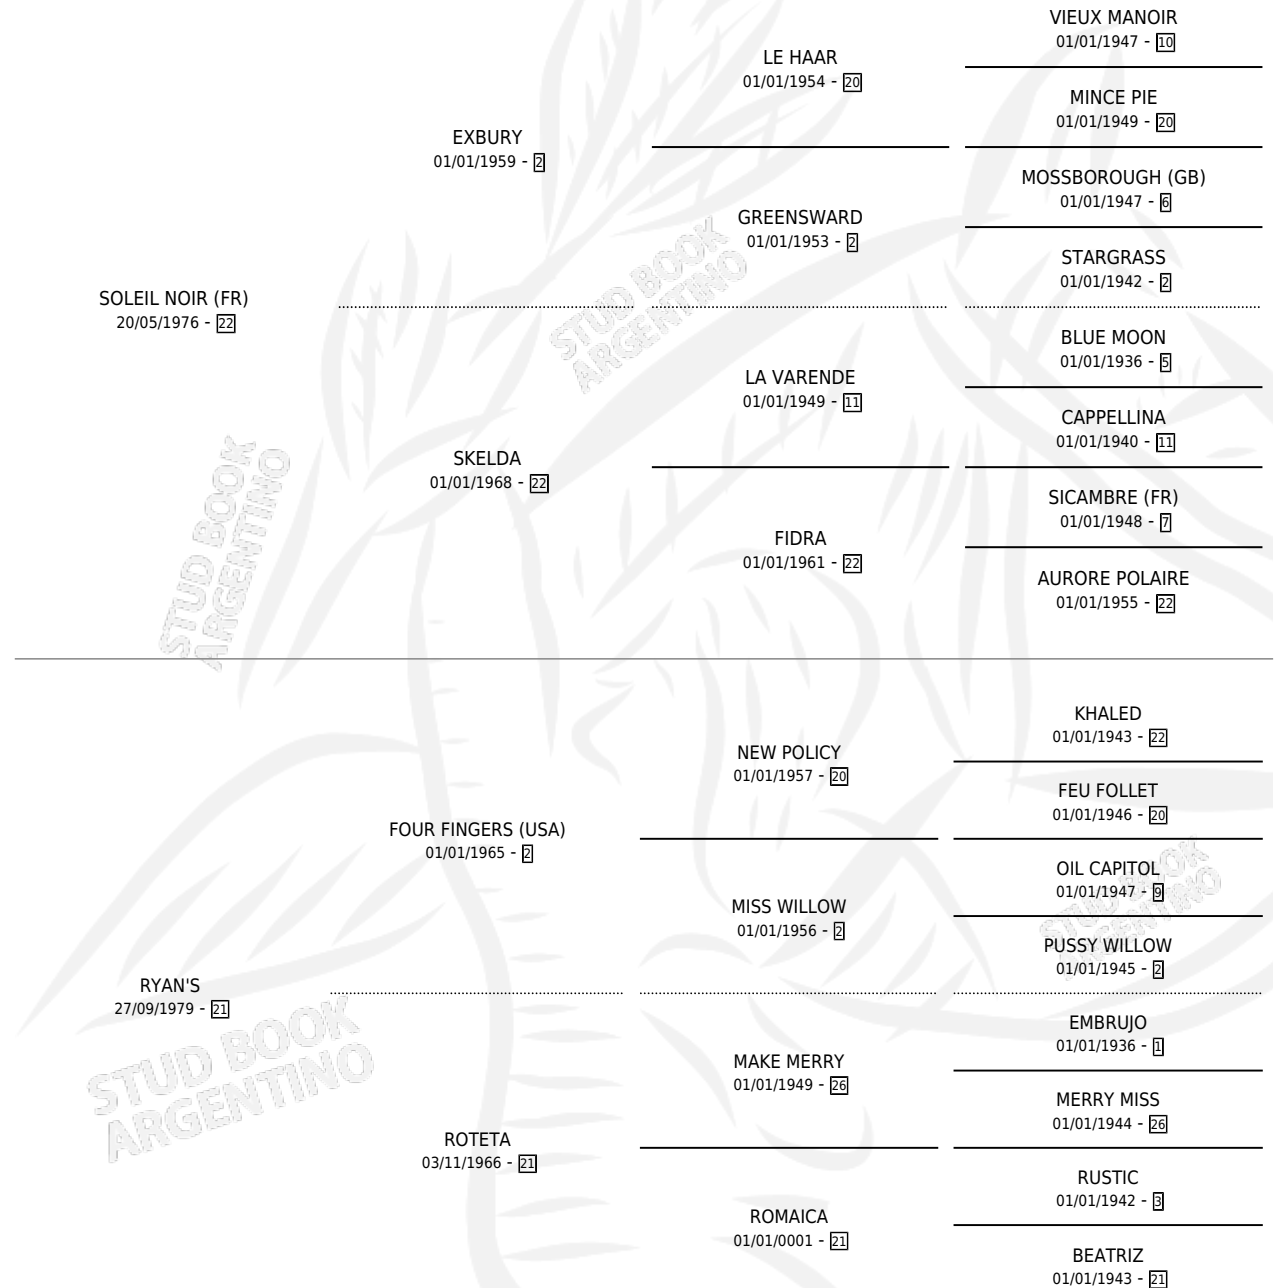 VIEUX MANOIR
01/01/1947 - 10
LE HAAR
01/01/1954 - 20
MINCE PIE
01/01/1949 - 20
EXBURY
01/01/1959 - 2
MOSSBOROUGH (GB)
01/01/1947 - 6
GREENSWARD
01/01/1953 - 2
STARGRASS
01/01/1942 - 2
SOLEIL NOIR (FR)
20/05/1976 - 22
BLUE MOON
01/01/1936 - 5
LA VARENDE
01/01/1949 - 11
CAPPELLINA
01/01/1940 - 11
SKELDA
01/01/1968 - 22
SICAMBRE (FR)
01/01/1948 - 7
FIDRA
01/01/1961 - 22
AURORE POLAIRE
01/01/1955 - 22
KHALED
01/01/1943 - 22
NEW POLICY
01/01/1957 - 20
FEU FOLLET
01/01/1946 - 20
FOUR FINGERS (USA)
01/01/1965 - 2
OIL CAPITOL
01/01/1947 - 9
MISS WILLOW
01/01/1956 - 2
PUSSY WILLOW
01/01/1945 - 2
RYAN'S
27/09/1979 - 21
EMBRUJO
01/01/1936 - 1
MAKE MERRY
01/01/1949 - 26
MERRY MISS
01/01/1944 - 26
ROTETA
03/11/1966 - 21
RUSTIC
01/01/1942 - 3
ROMAICA
01/01/0001 - 21
BEATRIZ
01/01/1943 - 21
STUD BOOK
ARGENTINO
STUD BOOK
ARGENTINO
STUD BOOK
ARGENTINO
STUD BOOK
ARGENTINO